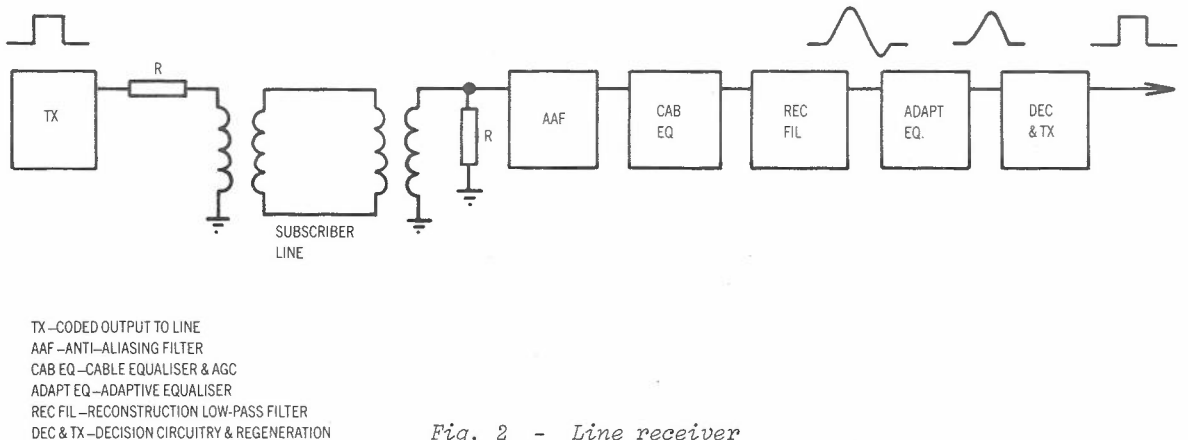 TX
R
SUBSCRIBER
LINE
R
AAF
CAB
EQ
REC
FIL
ADAPT
EQ.
DEC
& TX
TX –CODED OUTPUT TO LINE
AAF –ANTI–ALIASING FILTER
CAB EQ –CABLE EQUALISER & AGC
ADAPT EQ –ADAPTIVE EQUALISER
REC FIL –RECONSTRUCTION LOW-PASS FILTER
DEC & TX –DECISION CIRCUITRY & REGENERATION
Fig. 2 - Line receiver